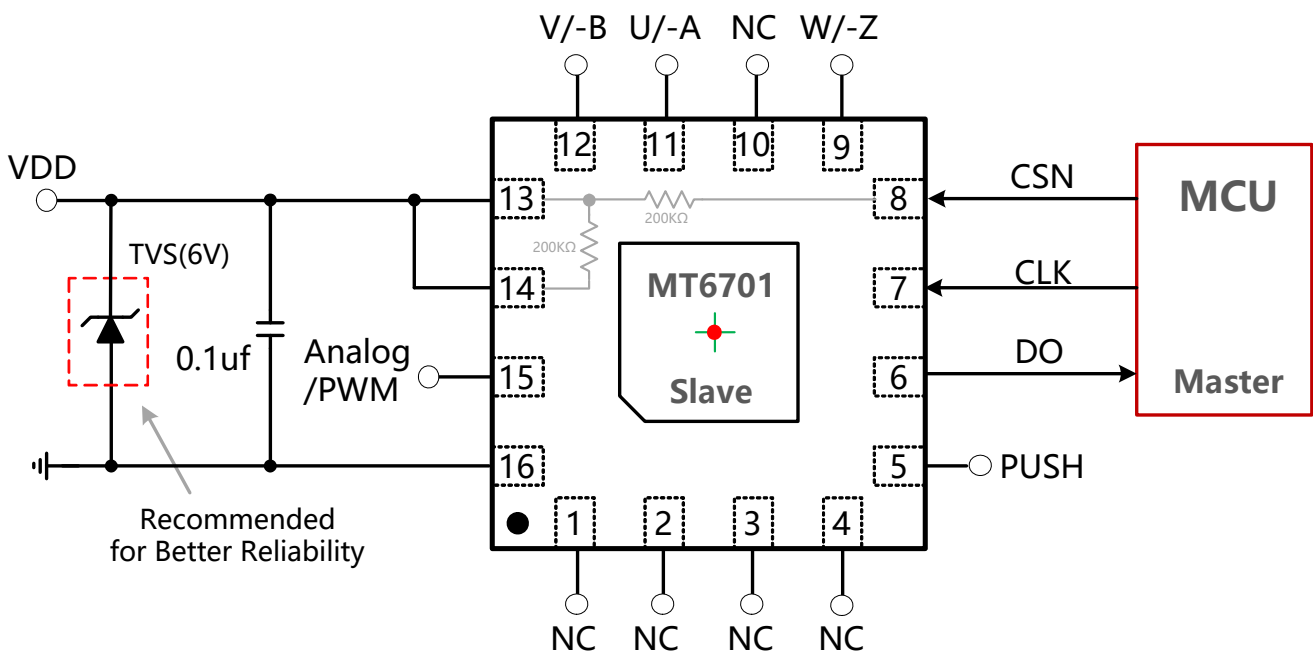 V/-B U/-A NC W/-Z
12 11 10 9
VDD
13
200KΩ
8
CSN
MCU
TVS(6V)
200KΩ
14
MT6701
7
CLK
0.1uf
Analog
/PWM
15
Slave
6
DO
Master
16
5
PUSH
Recommended
for Better Reliability
1 2 3 4
NC NC NC NC